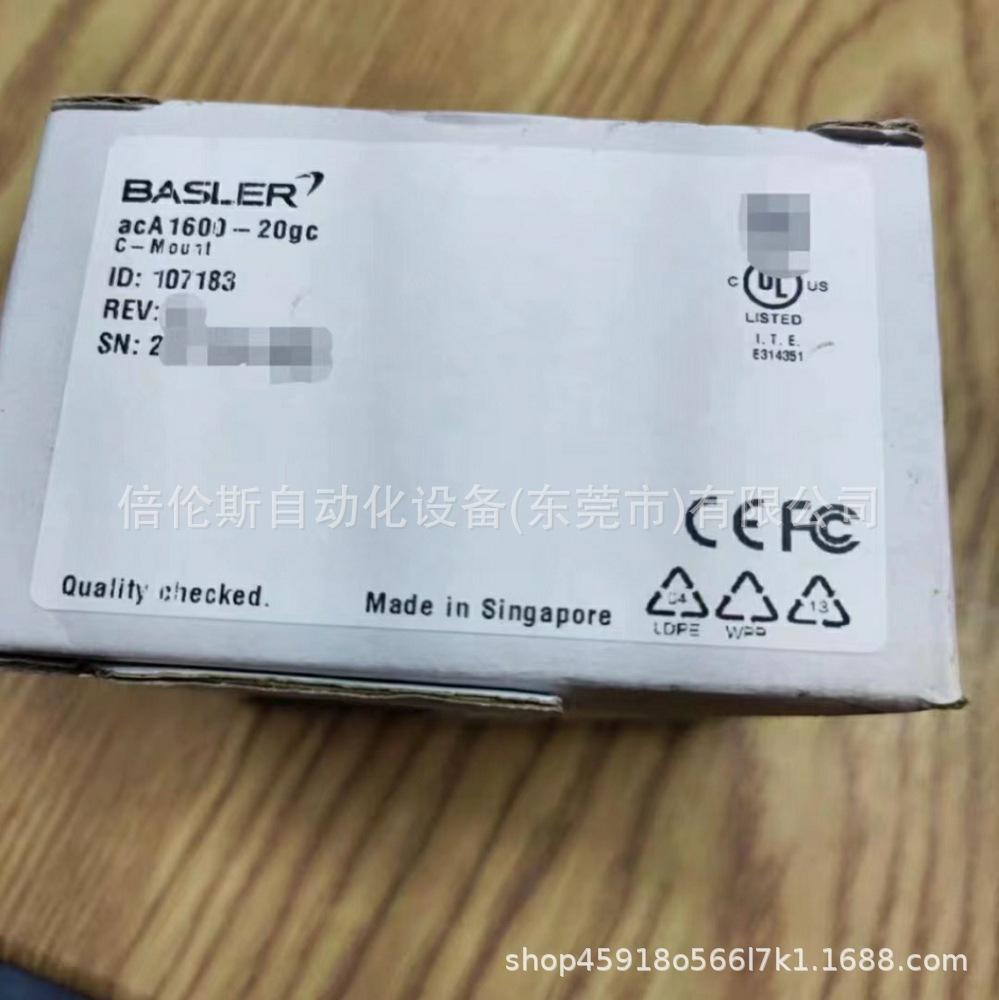 BASLER
acA1600-20gc
C-Mount
ID: 107183
REV:
SN: 2
C UL US
LISTED
I. T. E.
E314351
倍伦斯自动化设备(东莞市)有限公司
CE FC
Quality checked.
Made in Singapore
04
LDPE
13
shop45918o566l7k1.1688.com